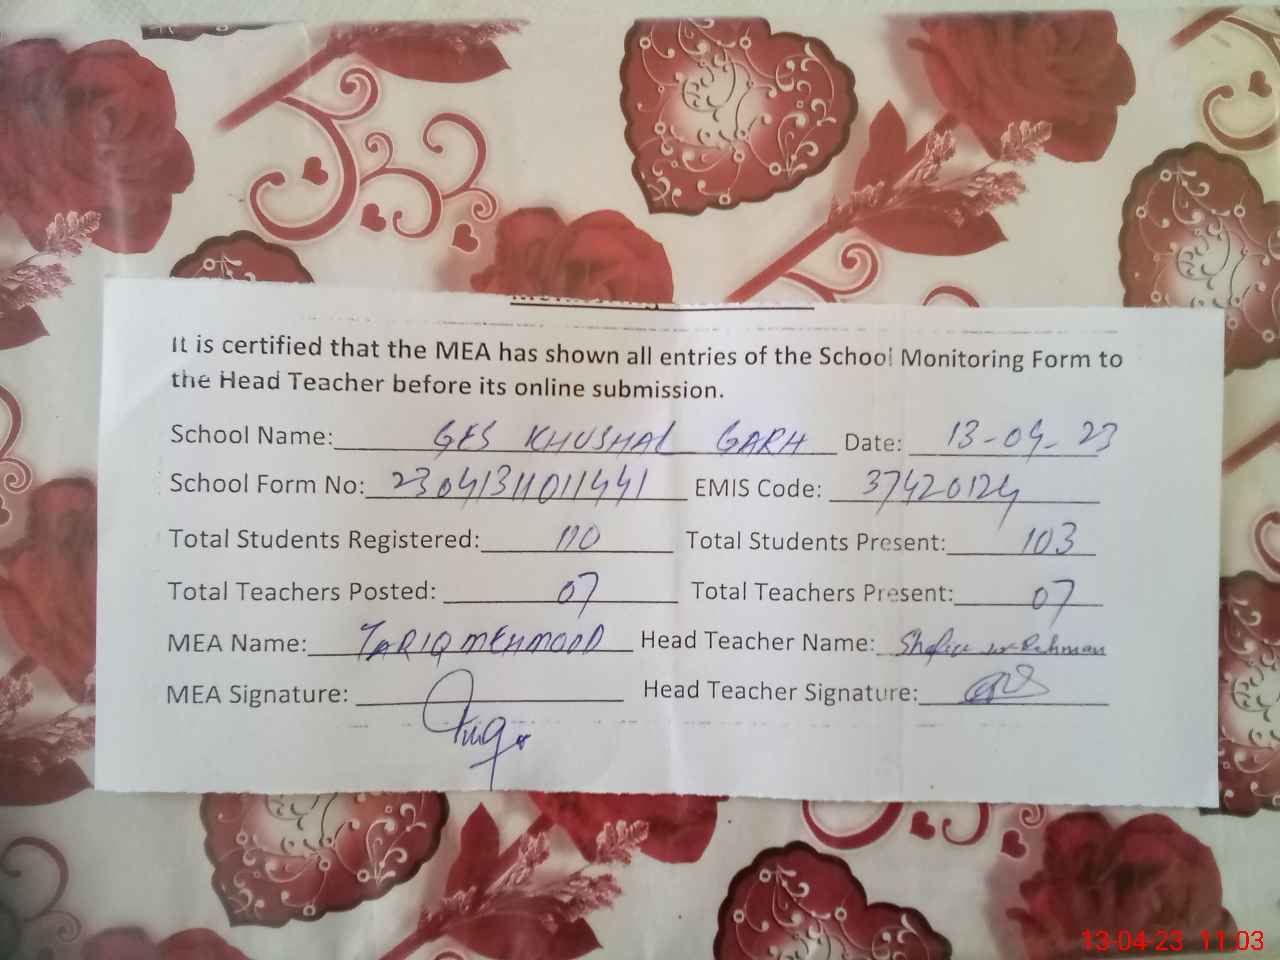 It is certified that the MEA has shown all entries of the School Monitoring Form to
the Head Teacher before its online submission.
School Name: GES KHUSHAL GARH Date: 13-04-23
School Form No: 23041311011441 EMIS Code: 37420124
Total Students Registered: 110 Total Students Present: 103
Total Teachers Posted: 07 Total Teachers Present: 07
MEA Name: TARIQ MEHMOOD Head Teacher Name: Rehman
MEA Signature: Head Teacher Signature:
13-04-23 11:03